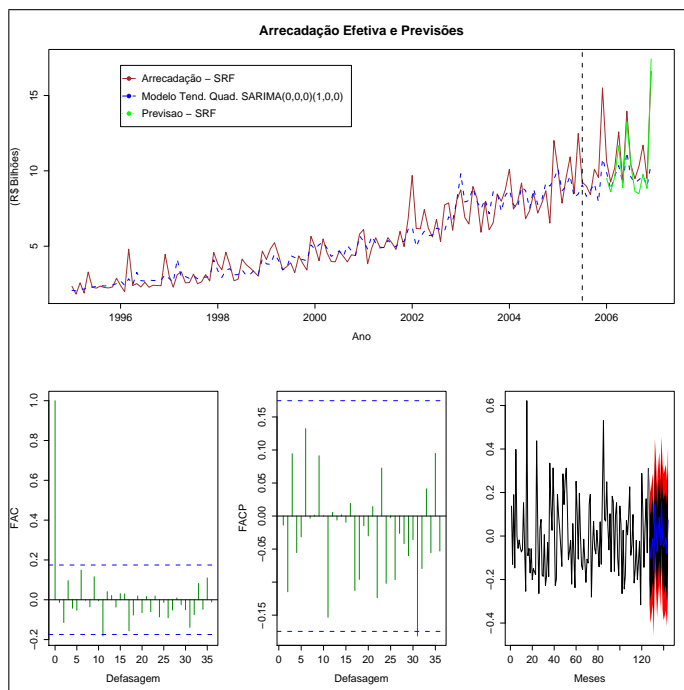 Arrecadação Efetiva e Previsões
Arrecadação − SRF
Modelo Tend. Quad. SARIMA(0,0,0)(1,0,0)
Previsao − SRF
(R$ Bilhões)
15
10
5
1996 1998 2000 2002 2004 2006
Ano
FAC
1.0
0.8
0.6
0.4
0.2
0.0
−0.2
0 5 10 15 20 25 30 35
Defasagem
FACP
0.15
0.10
0.05
0.00
−0.05
−0.15
0 5 10 15 20 25 30 35
Defasagem
0.6
0.4
0.2
0.0
−0.2
−0.4
0 20 40 60 80 120
Meses